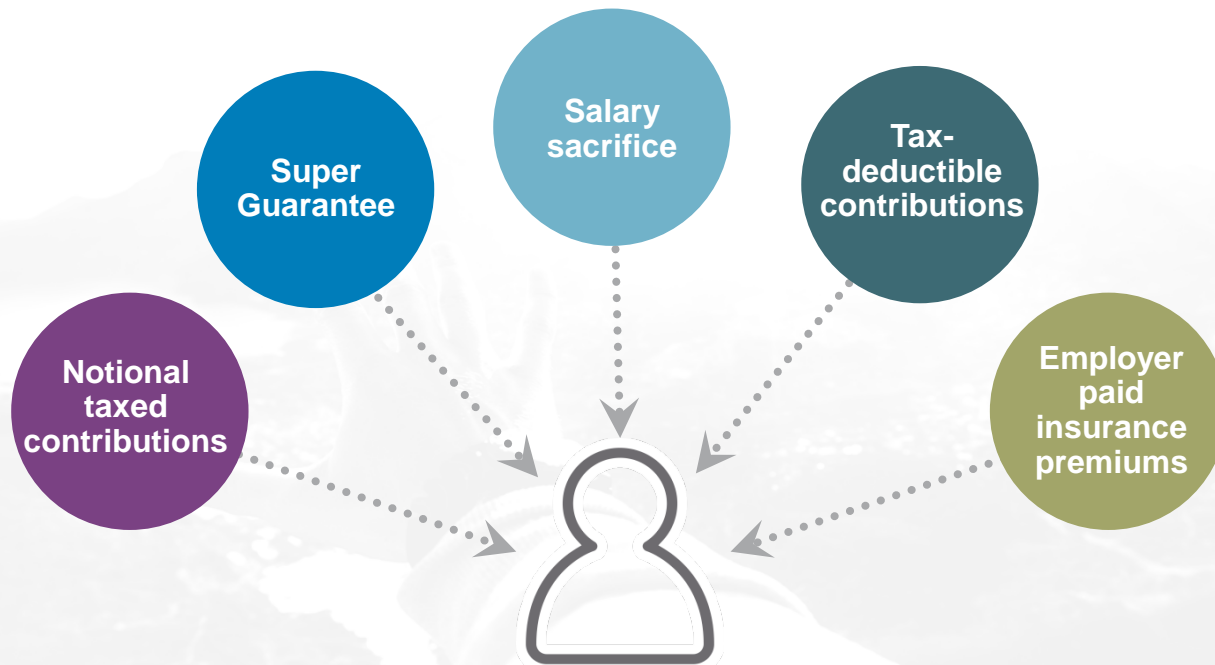 Notional
taxed
contributions
Super
Guarantee
Salary
sacrifice
Tax-
deductible
contributions
Employer
paid
insurance
premiums